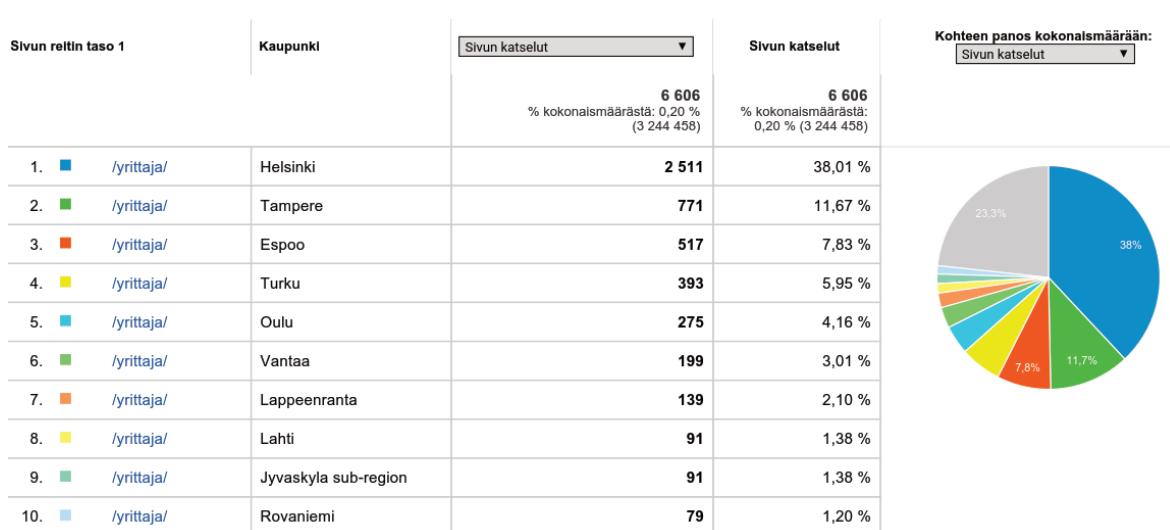 Sivun reitin taso 1 Kaupunki Sivun katselut ▼ Sivun katselut Kohteen panos kokonaismäärään:
Sivun katselut ▼
6 606 6 606
% kokonaismäärästä: 0,20 % % kokonaismäärästä:
(3 244 458) 0,20 % (3 244 458)
1. /yrittaja/ Helsinki 2 511 38,01 %
2. /yrittaja/ Tampere 771 11,67 %
3. /yrittaja/ Espoo 517 7,83 %
4. /yrittaja/ Turku 393 5,95 %
5. /yrittaja/ Oulu 275 4,16 %
6. /yrittaja/ Vantaa 199 3,01 %
7. /yrittaja/ Lappeenranta 139 2,10 %
8. /yrittaja/ Lahti 91 1,38 %
9. /yrittaja/ Jyvaskyla sub-region 91 1,38 %
10. /yrittaja/ Rovaniemi 79 1,20 %
23,3%
38%
11,7%
7,8%